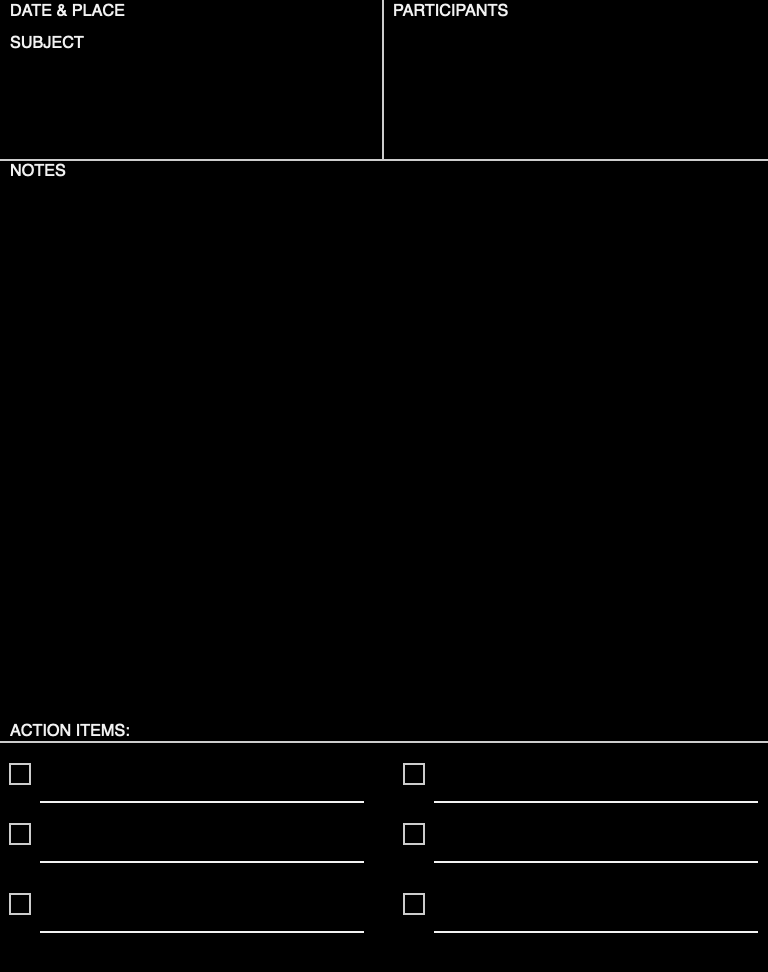 DATE & PLACE
SUBJECT
PARTICIPANTS
NOTES
ACTION ITEMS: